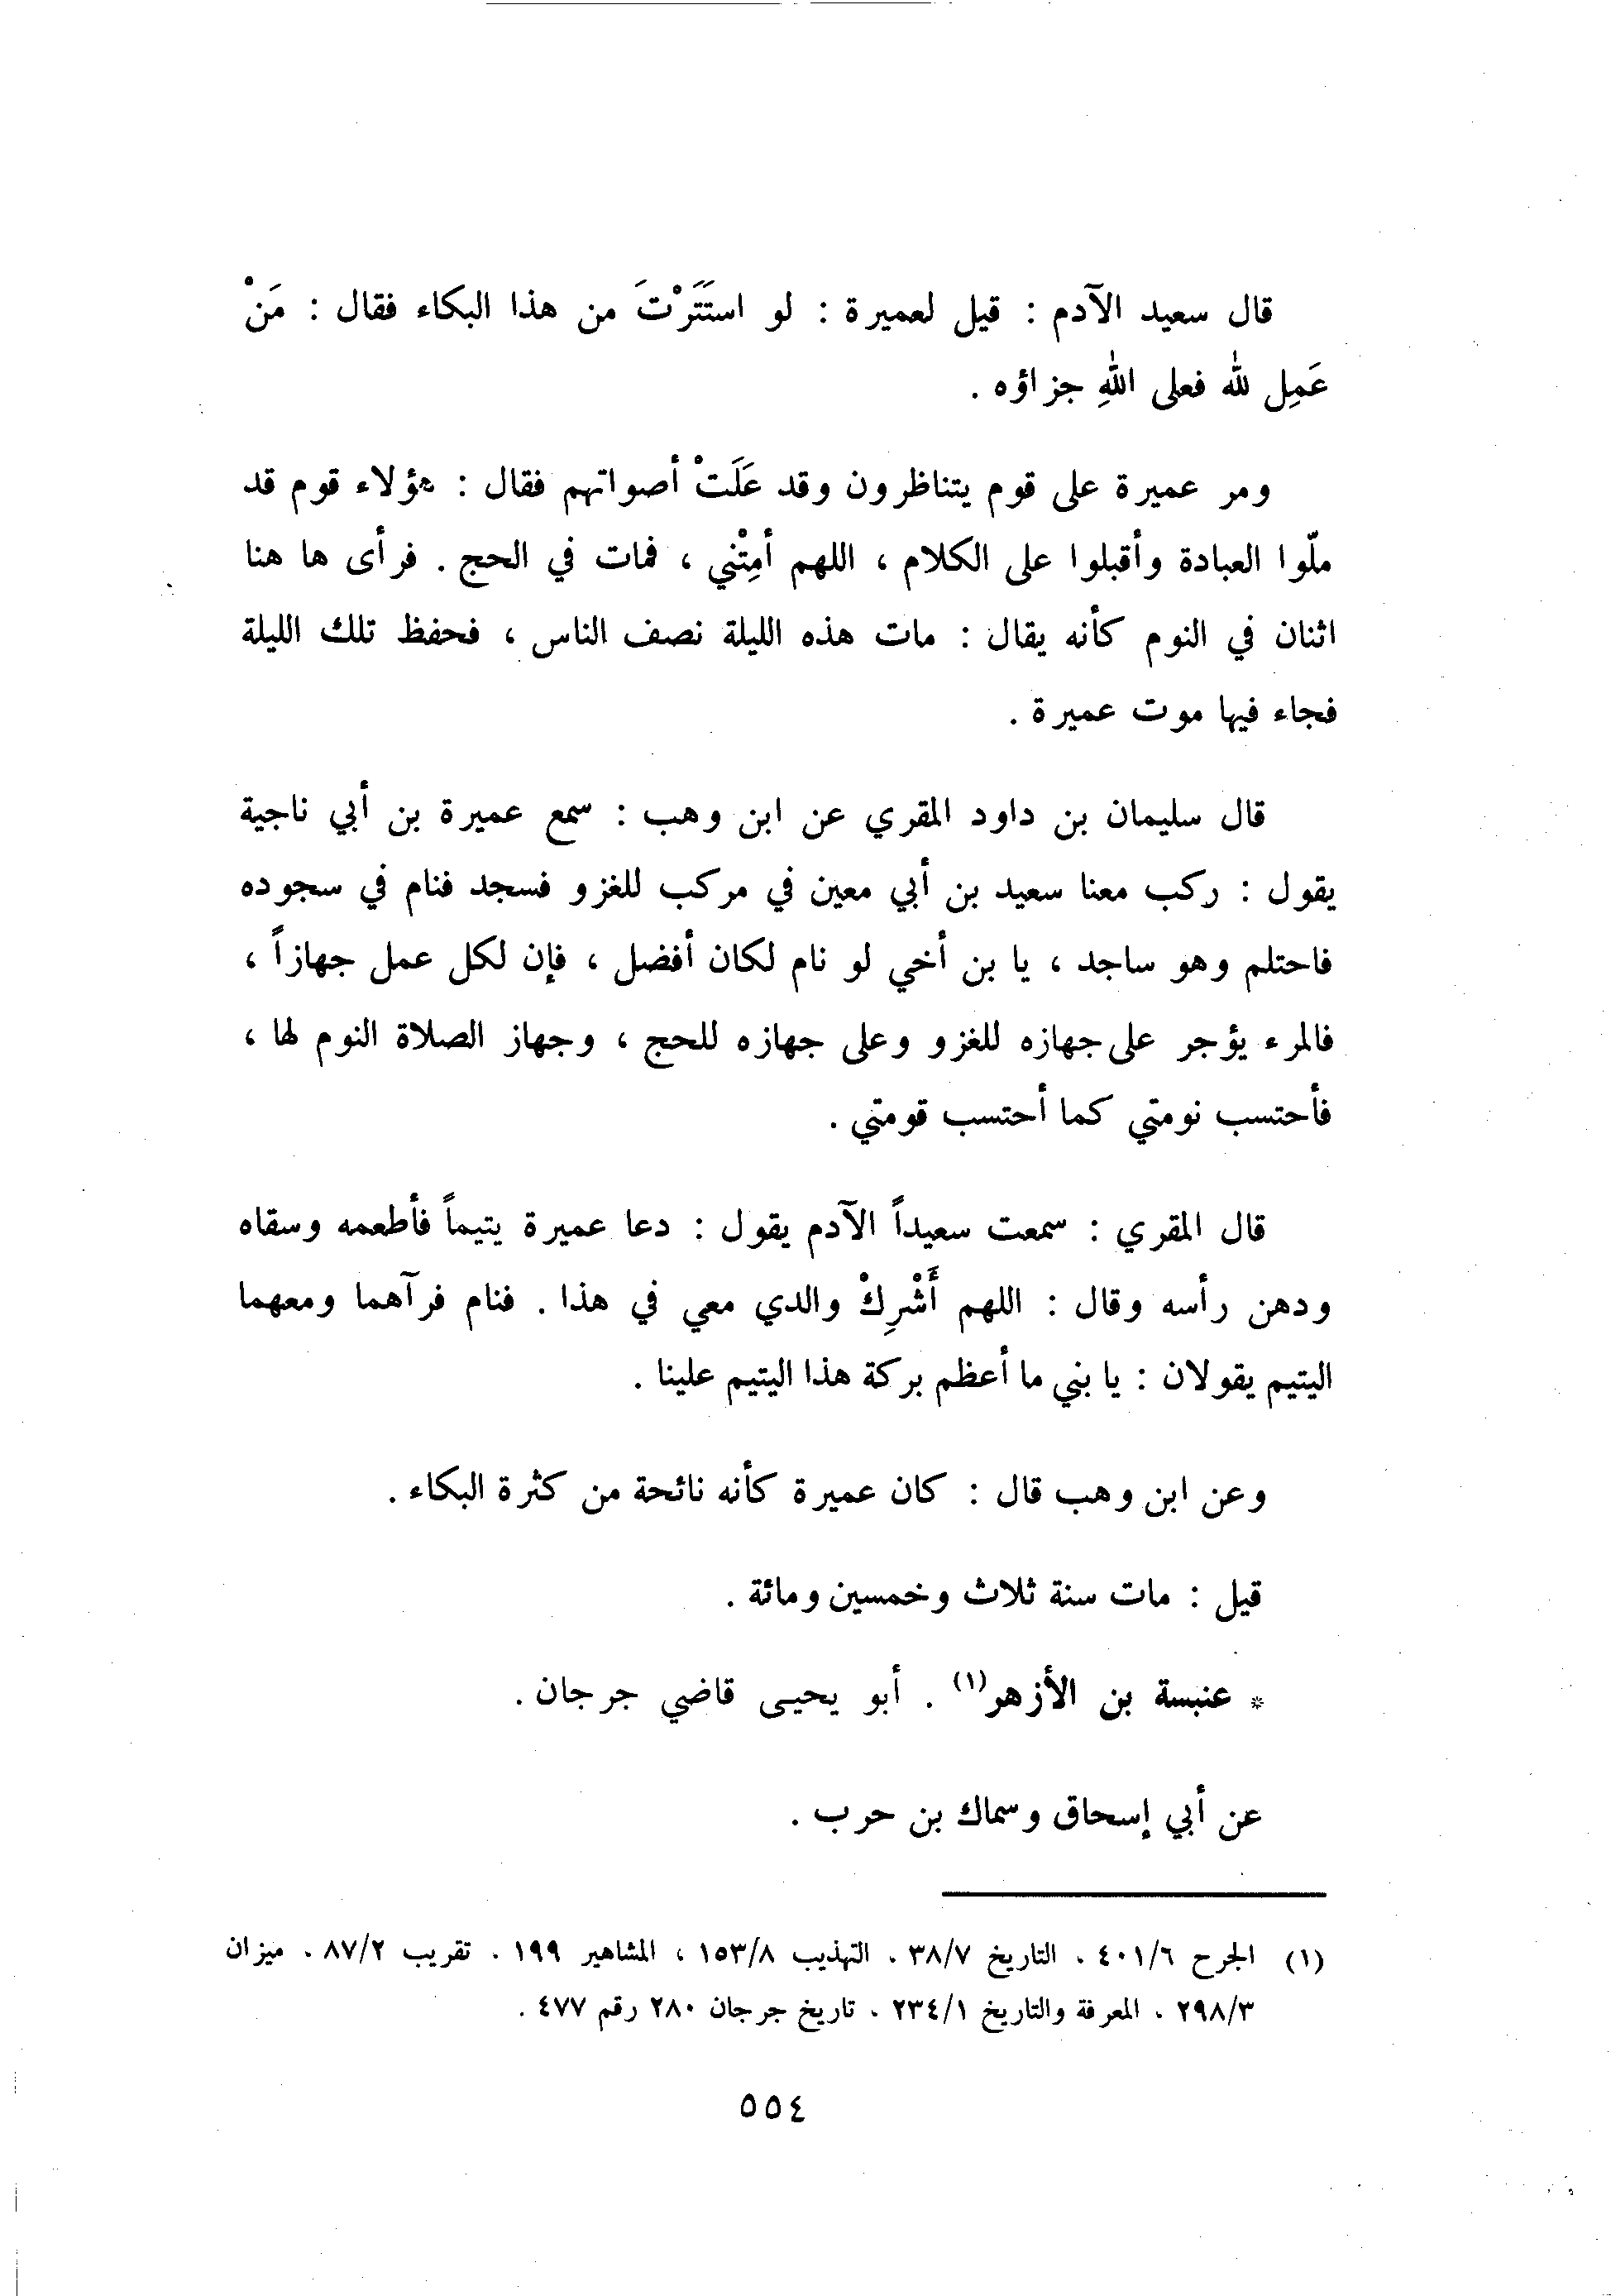 قال سعيد الآدم : قيل لعميرة : لو استَتَرْتَ من هذا البكاء فقال : مَنْ
عَمِل لله فعلى اللهِ جزاؤه .
ومر عميرة على قوم يتناظرون وقد عَلَتْ أصواتهم فقال : هؤلاء قوم قد
ملّوا العبادة وأقبلوا على الكلام ، اللهم أمِتْني ، فمات في الحج . فرأى ها هنا
اثنان في النوم كأنه يقال : مات هذه الليلة نصف الناس ، فحفظ تلك الليلة
فجاء فيها موت عميرة .
قال سليمان بن داود المقري عن ابن وهب : سمع عميرة بن أبي ناجية
يقول : ركب معنا سعيد بن أبي معين في مركب للغزو فسجد فنام في سجوده
فاحتلم وهو ساجد ، يا بن أخي لو نام لكان أفضل ، فإن لكل عمل جهازاً ،
فالمرء يؤجر على جهازه للغزو وعلى جهازه للحج ، وجهاز الصلاة النوم لها ،
فأحتسب نومتي كما أحتسب قومتي .
قال المقري : سمعت سعيداً الآدم يقول : دعا عميرة يتيماً فأطعمه وسقاه
ودهن رأسه وقال : اللهم أَشْرِكْ والدي معي في هذا . فنام فرآهما ومعهما
اليتيم يقولان : يا بني ما أعظم بركة هذا اليتيم علينا .
وعن ابن وهب قال : كان عميرة كأنه نائحة من كثرة البكاء .
قيل : مات سنة ثلاث وخمسين ومائة .
* عنبسة بن الأزهر(١) . أبو يحيى قاضي جرجان .
عن أبي إسحاق وسماك بن حرب .
(١) الجرح ٤٠١/٦ ، التاريخ ٣٨/٧ ، التهذيب ١٥٣/٨ ، المشاهير ١٩٩ ، تقريب ٨٧/٢ ، ميزان
٢٩٨/٣ ، المعرفة والتاريخ ٢٣٤/١ ، تاريخ جرجان ٢٨٠ رقم ٤٧٧ .
٥٥٤